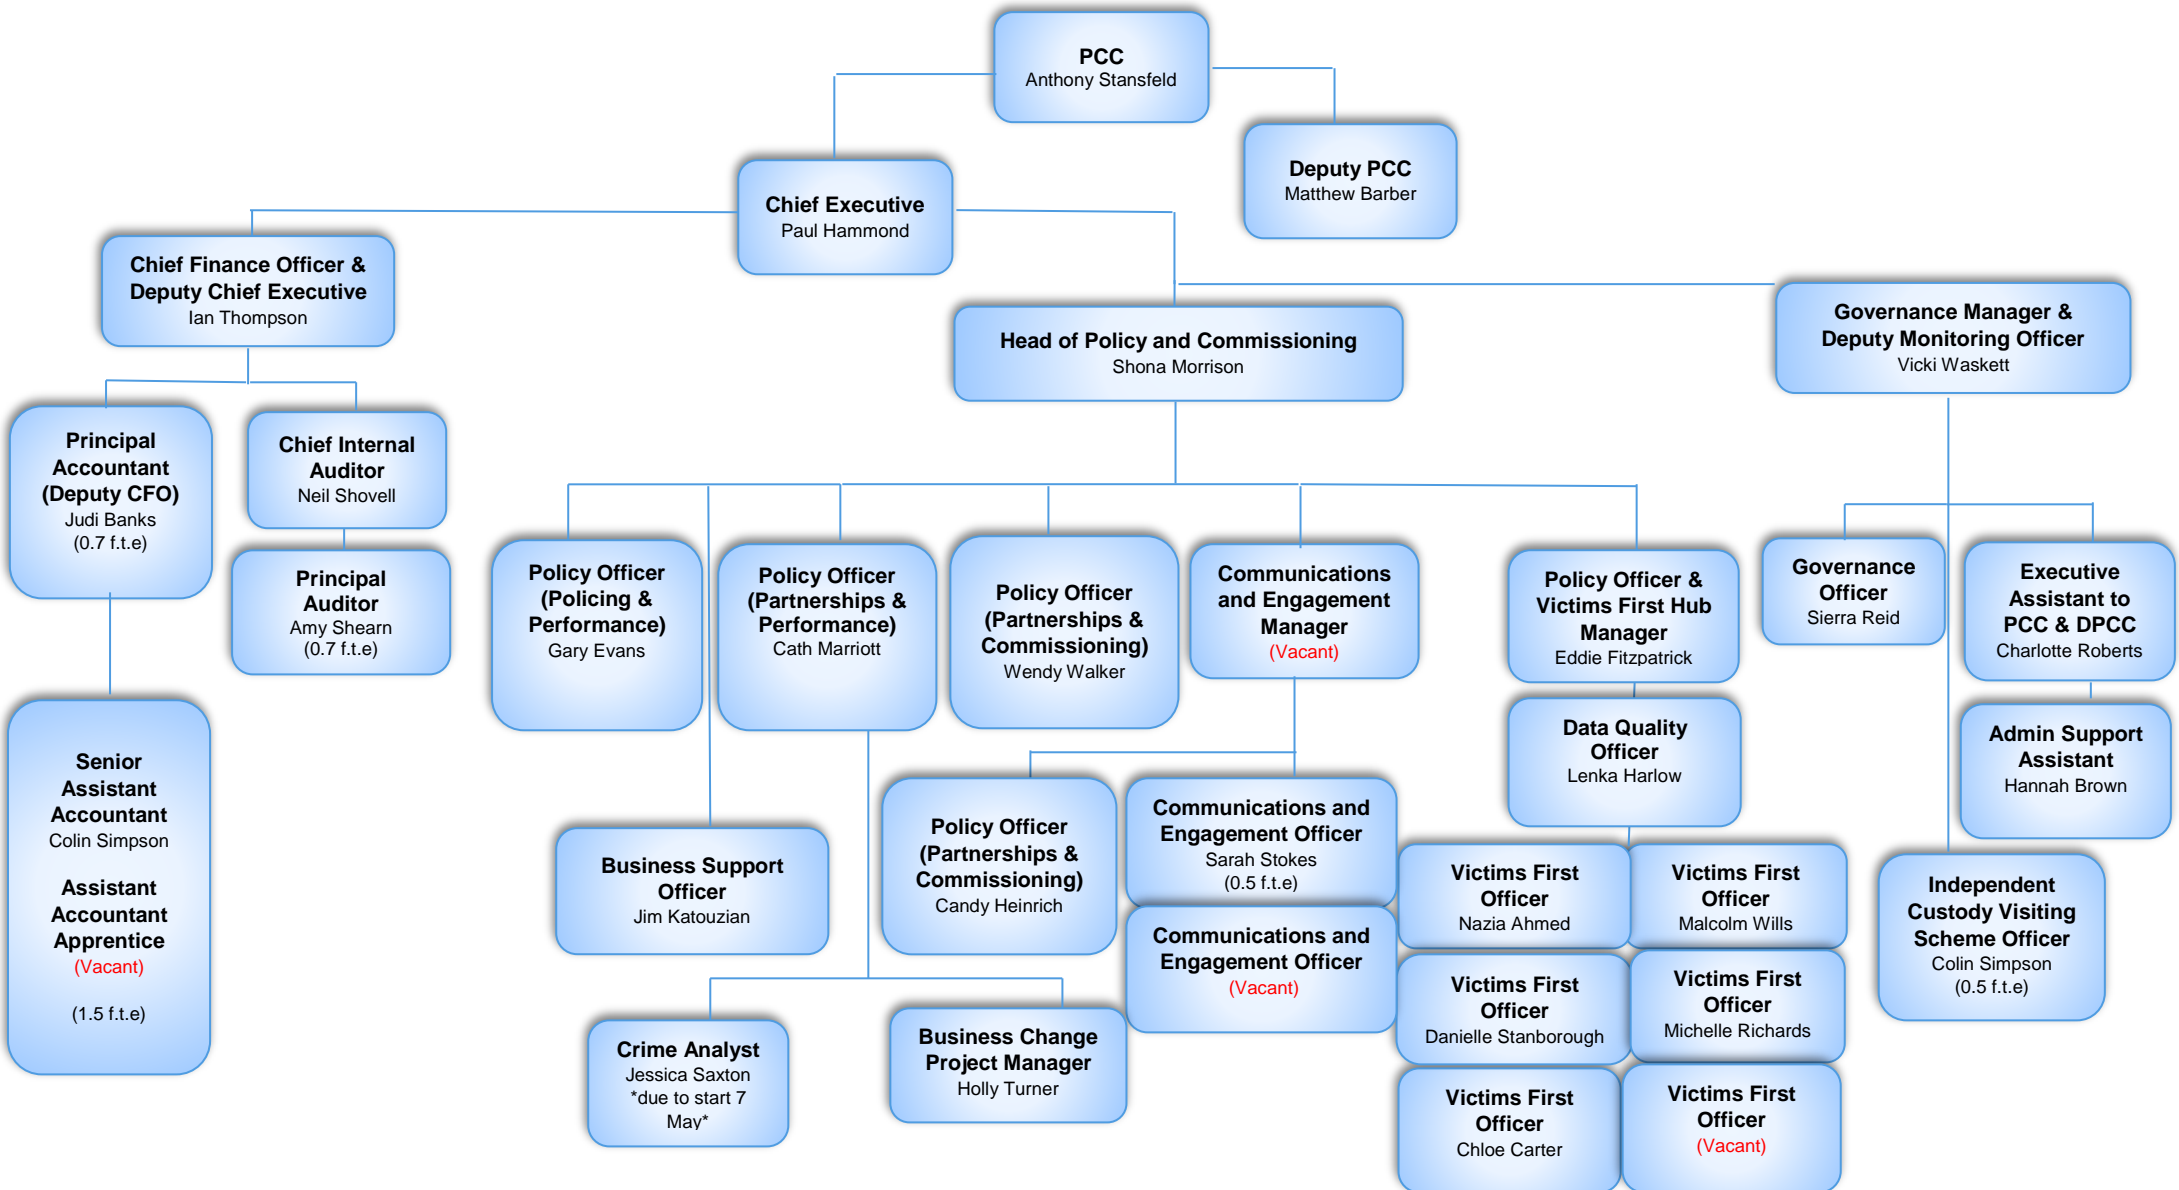 PCC
Anthony Stansfeld
Deputy PCC
Matthew Barber
Chief Executive
Paul Hammond
Chief Finance Officer &
Deputy Chief Executive
Ian Thompson
Head of Policy and Commissioning
Shona Morrison
Governance Manager &
Deputy Monitoring Officer
Vicki Waskett
Principal
Accountant
(Deputy CFO)
Judi Banks
(0.7 f.t.e)
Chief Internal
Auditor
Neil Shovell
Principal
Auditor
Amy Shearn
(0.7 f.t.e)
Senior
Assistant
Accountant
Colin Simpson
Assistant
Accountant
Apprentice
(Vacant)
(1.5 f.t.e)
Policy Officer
(Policing &
Performance)
Gary Evans
Policy Officer
(Partnerships &
Performance)
Cath Marriott
Policy Officer
(Partnerships &
Commissioning)
Wendy Walker
Communications
and Engagement
Manager
(Vacant)
Policy Officer &
Victims First Hub
Manager
Eddie Fitzpatrick
Governance
Officer
Sierra Reid
Executive
Assistant to
PCC & DPCC
Charlotte Roberts
Data Quality
Officer
Lenka Harlow
Admin Support
Assistant
Hannah Brown
Business Support
Officer
Jim Katouzian
Policy Officer
(Partnerships &
Commissioning)
Candy Heinrich
Communications and
Engagement Officer
Sarah Stokes
(0.5 f.t.e)
Communications and
Engagement Officer
(Vacant)
Victims First
Officer
Nazia Ahmed
Victims First
Officer
Malcolm Wills
Victims First
Officer
Danielle Stanborough
Victims First
Officer
Michelle Richards
Victims First
Officer
Chloe Carter
Victims First
Officer
(Vacant)
Independent
Custody Visiting
Scheme Officer
Colin Simpson
(0.5 f.t.e)
Crime Analyst
Jessica Saxton
*due to start 7
May*
Business Change
Project Manager
Holly Turner